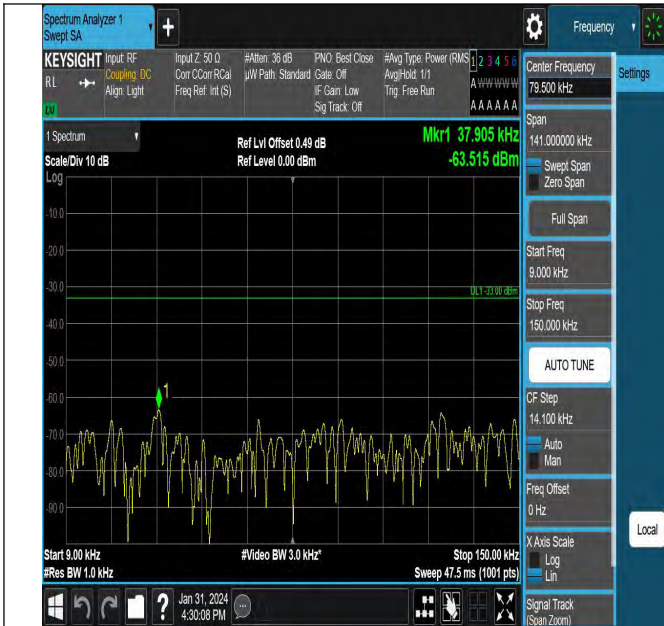 Spectrum Analyzer 1
Swept SA
+
Frequency
KEYSIGHT
RL
LXI
Input: RF
Coupling: DC
Align: Light
Input Z: 50 Ω
Corr CCorr RCal
Freq Ref: Int (S)
#Atten: 36 dB
µW Path: Standard
PNO: Best Close
Gate: Off
IF Gain: Low
Sig Track: Off
#Avg Type: Power (RMS
Avg|Hold: 1/1
Trig: Free Run
1 2 3 4 5 6
A W W W W W
A A A A A A
1 Spectrum
Scale/Div 10 dB
Ref Lvl Offset 0.49 dB
Ref Level 0.00 dBm
Mkr1 37.905 kHz
-63.515 dBm
Log
-10.0
-20.0
-30.0
-40.0
-50.0
-60.0
-70.0
-80.0
-90.0
DL1 -33.00 dBm
1
Start 9.00 kHz
#Res BW 1.0 kHz
#Video BW 3.0 kHz*
Stop 150.00 kHz
Sweep 47.5 ms (1001 pts)
Jan 31, 2024
4:30:08 PM
Center Frequency
79.500 kHz
Settings
Span
141.000000 kHz
Swept Span
Zero Span
Full Span
Start Freq
9.000 kHz
Stop Freq
150.000 kHz
AUTO TUNE
CF Step
14.100 kHz
Auto
Man
Freq Offset
0 Hz
X Axis Scale
Log
Lin
Local
Signal Track
(Span Zoom)